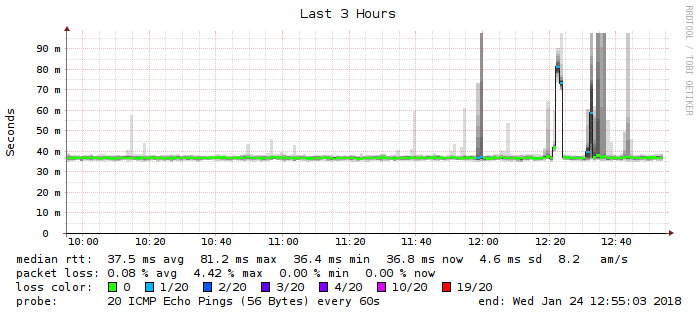 Last 3 Hours
RRDTOOL / TOBI OETIKER
Seconds
90 m
80 m
70 m
60 m
50 m
40 m
30 m
20 m
10 m
0
10:00 10:20 10:40 11:00 11:20 11:40 12:00 12:20 12:40
median rtt: 37.5 ms avg 81.2 ms max 36.4 ms min 36.8 ms now 4.6 ms sd 8.2 am/s
packet loss: 0.08 % avg 4.42 % max 0.00 % min 0.00 % now
loss color: 0 1/20 2/20 3/20 4/20 10/20 19/20
probe: 20 ICMP Echo Pings (56 Bytes) every 60s end: Wed Jan 24 12:55:03 2018